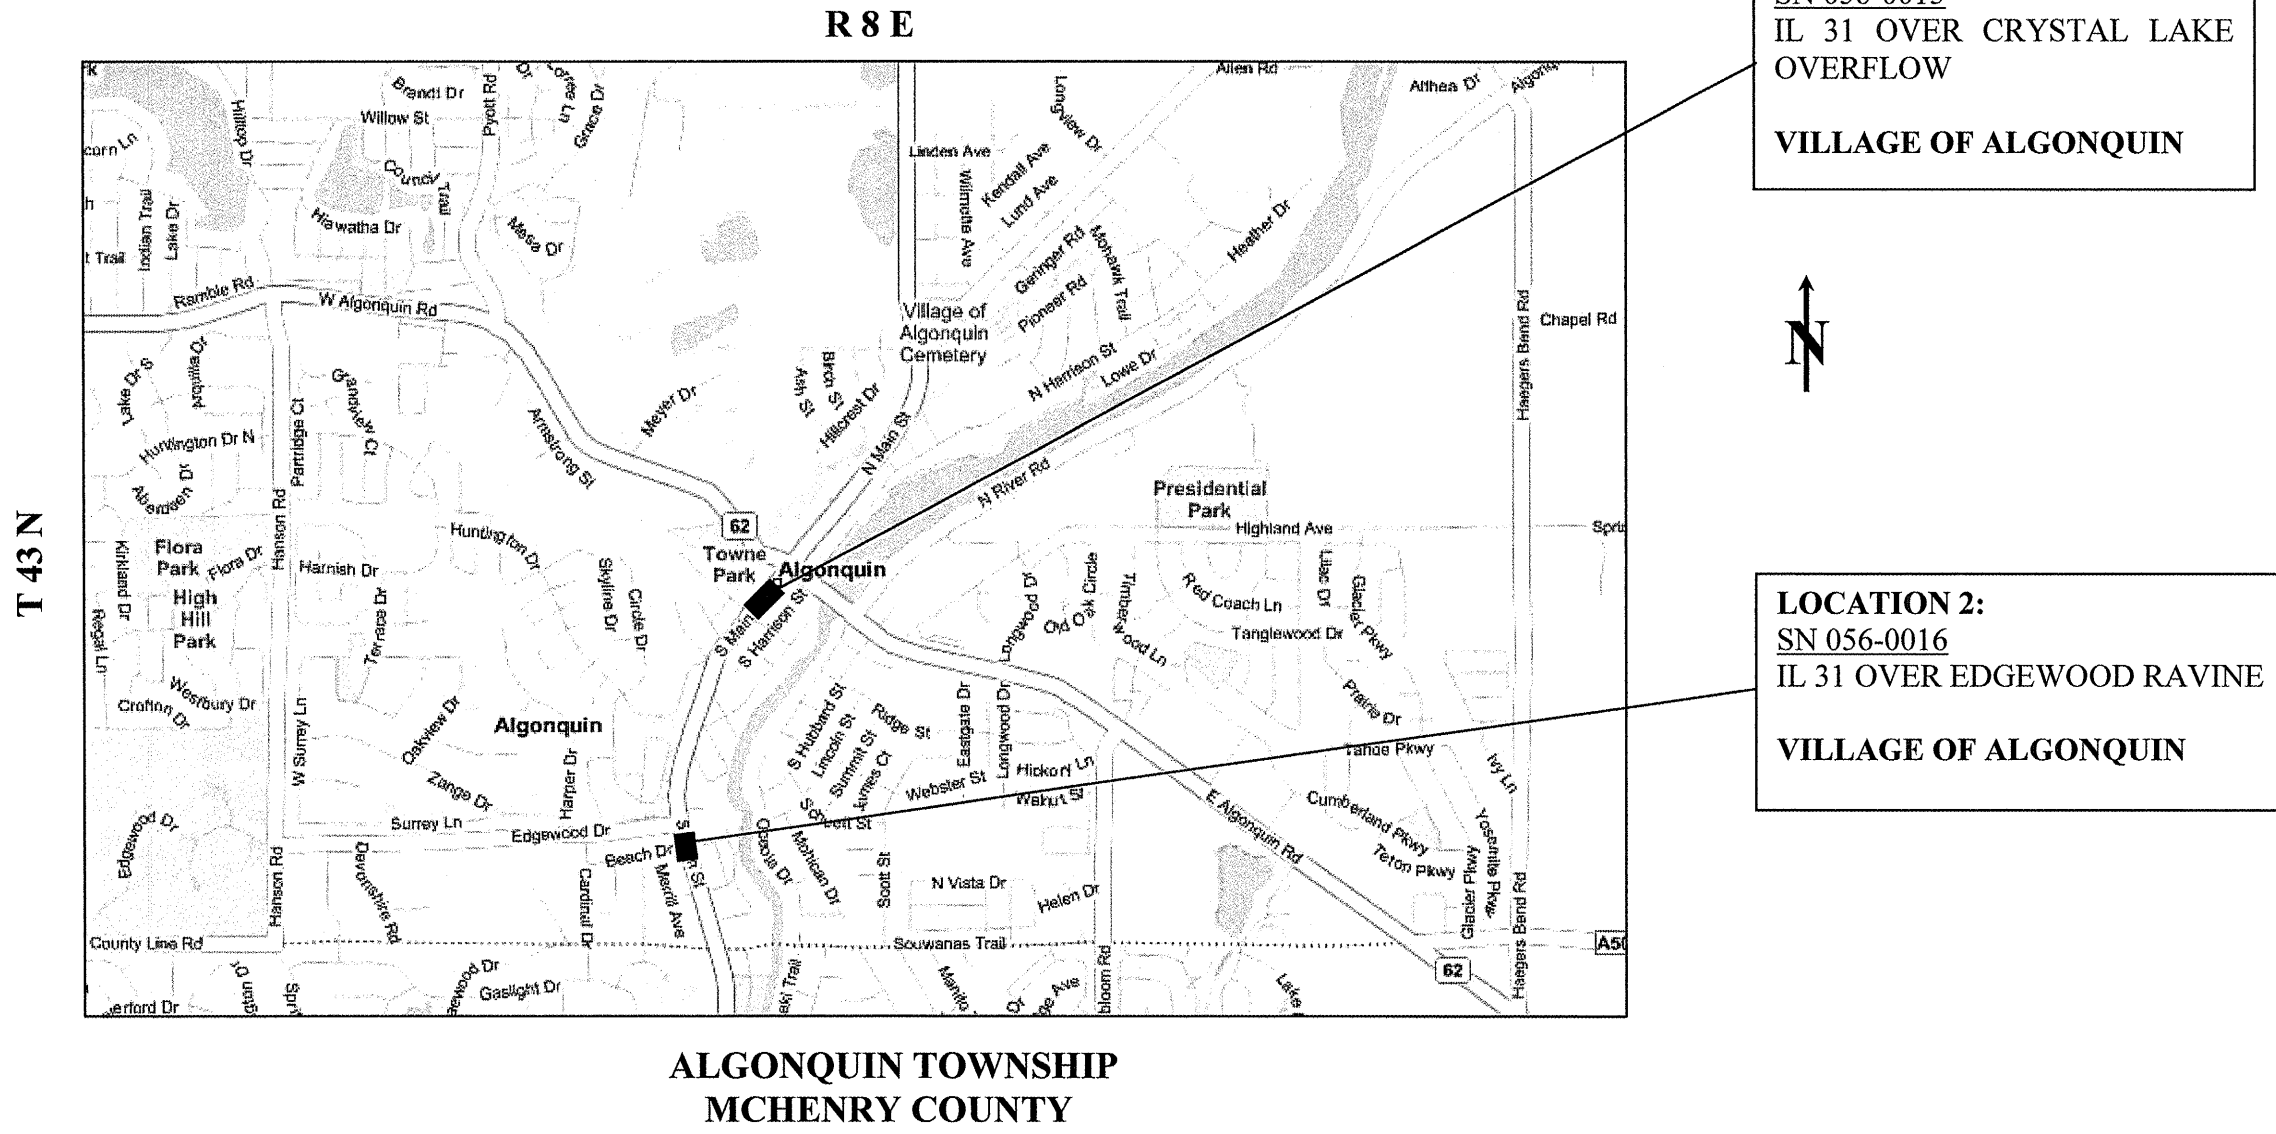 R 8 E
IL 31 OVER CRYSTAL LAKE
OVERFLOW
VILLAGE OF ALGONQUIN
Allen Rd
Althea Dr
Brandt Dr
Pyott Rd
Grace Dr
Longview Dr
Willow St
Hilltop Dr
Linden Ave
Kendall Ave
Council Trail
Wilmette Ave
Lund Ave
Indian Trail
Lake Dr
Hiawatha Dr
Mesa Dr
Heather Dr
t Trail
Geringer Rd
Mohawk Trail
Ramble Rd
W Algonquin Rd
Pioneer Rd
Village of
Algonquin
Cemetery
Haegers Bend Rd
Chapel Rd
N
Lake Dr S
Grandview Ct
Birch St
Ash St
Hillcrest Dr
N Harrison St
Lowe Dr
Partridge Ct
Meyer Dr
Armstrong St
N Main St
Huntington Dr N
Aberdeen Dr
Hanson Rd
N River Rd
Presidential
Park
62
Highland Ave
T 43 N
Huntington Dr
Towne
Park
Algonquin
Flora
Park
Flora Dr
Kirkland Dr
Harnish Dr
Skyline Dr
Circle Dr
Longwood Dr
Old Oak Circle
Timberwood Ln
Red Coach Ln
Lilac Dr
Glacier Pkwy
High
Hill
Park
Terrace Dr
Regal Ln
S Main
S Harrison St
Tanglewood Dr
LOCATION 2:
SN 056-0016
IL 31 OVER EDGEWOOD RAVINE
VILLAGE OF ALGONQUIN
Westbury Dr
Crofton Dr
W Surrey Ln
Oakview Dr
Algonquin
S Hubbard St
Lincoln St
Summit St
James Ct
Ridge St
Eastgate Dr
Longwood Dr
Prairie Dr
Tahoe Pkwy
Zange Dr
Harper Dr
Webster St
Hickory Ln
Walnut St
Ivy Ln
E Algonquin Rd
Cumberland Pkwy
Edgewood Dr
Surrey Ln
Edgewood Dr
Schuett St
Beach Dr
Merrill Ave
Osceola Dr
Mohican Dr
Scott St
Teton Pkwy
Yosemite Pkwy
Glacier Pkwy
Hanson Rd
Devonshire Rd
Cardinal Dr
N Vista Dr
Helen Dr
Haegers Bend Rd
County Line Rd
Souwanas Trail
62
Gaslight Dr
erford Dr
ALGONQUIN TOWNSHIP
MCHENRY COUNTY